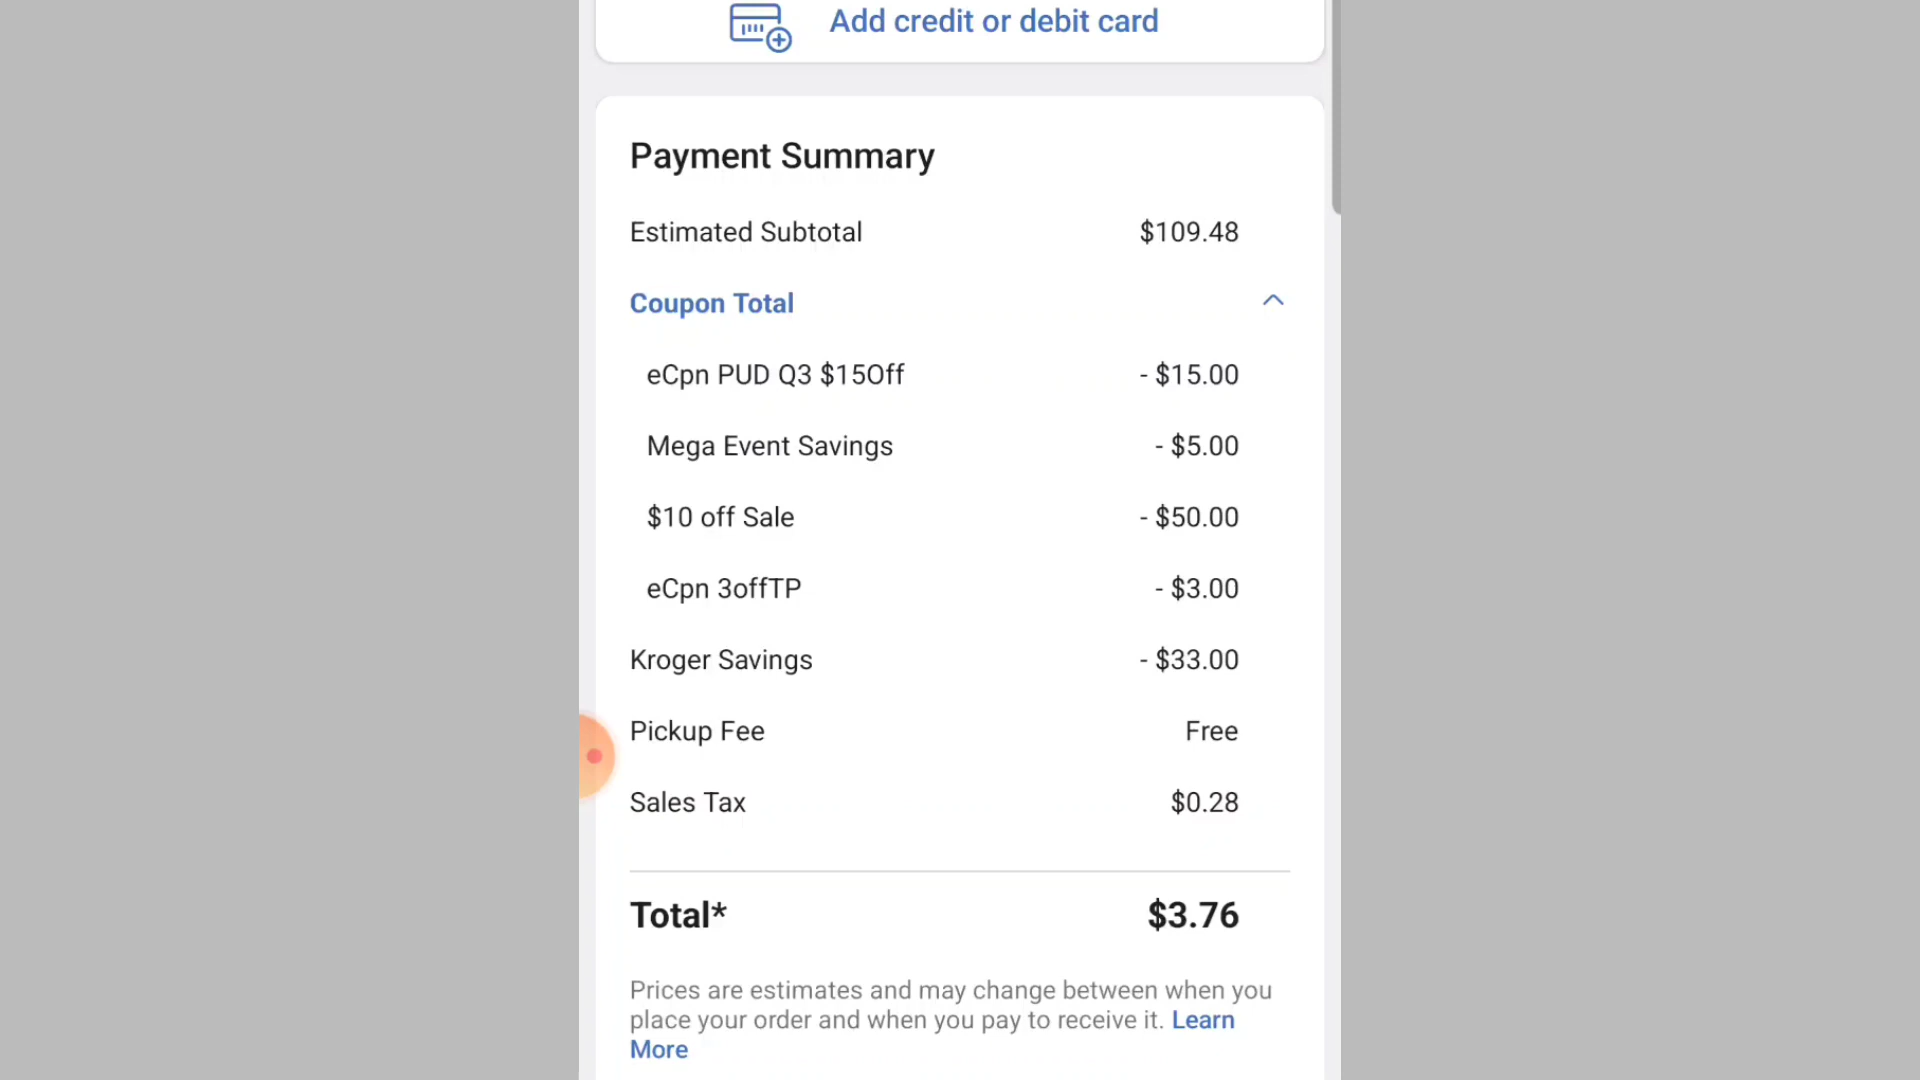 Add credit or debit card
Payment Summary
Estimated Subtotal $109.48
Coupon Total
eCpn PUD Q3 $15Off - $15.00
Mega Event Savings - $5.00
$10 off Sale - $50.00
eCpn 3offTP - $3.00
Kroger Savings - $33.00
Pickup Fee Free
Sales Tax $0.28
Total* $3.76
Prices are estimates and may change between when you
place your order and when you pay to receive it. Learn
More